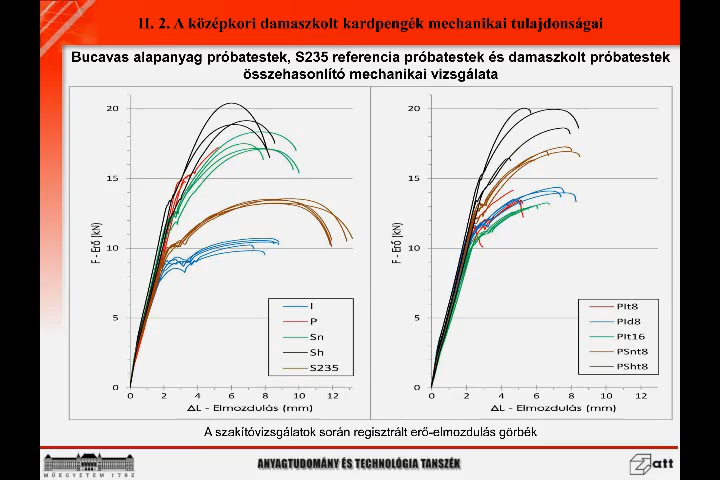 II. 2. A középkori damaszkolt kardpengék mechanikai tulajdonságai
Bucavas alapanyag próbatestek, S235 referencia próbatestek és damaszkolt próbatestek
összehasonlító mechanikai vizsgálata
F - Erő (kN)
20
15
10
5
0
0 2 4 6 8 10 12
ΔL - Elmozdulás (mm)
I
P
Sn
Sh
S235
F - Erő (kN)
20
15
10
5
0
0 2 4 6 8 10 12
ΔL - Elmozdulás (mm)
PIt8
PId8
PIt16
PSnt8
PSht8
A szakítóvizsgálatok során regisztrált erő-elmozdulás görbék
MŰEGYETEM 1782
ANYAGTUDOMÁNY ÉS TECHNOLÓGIA TANSZÉK
att